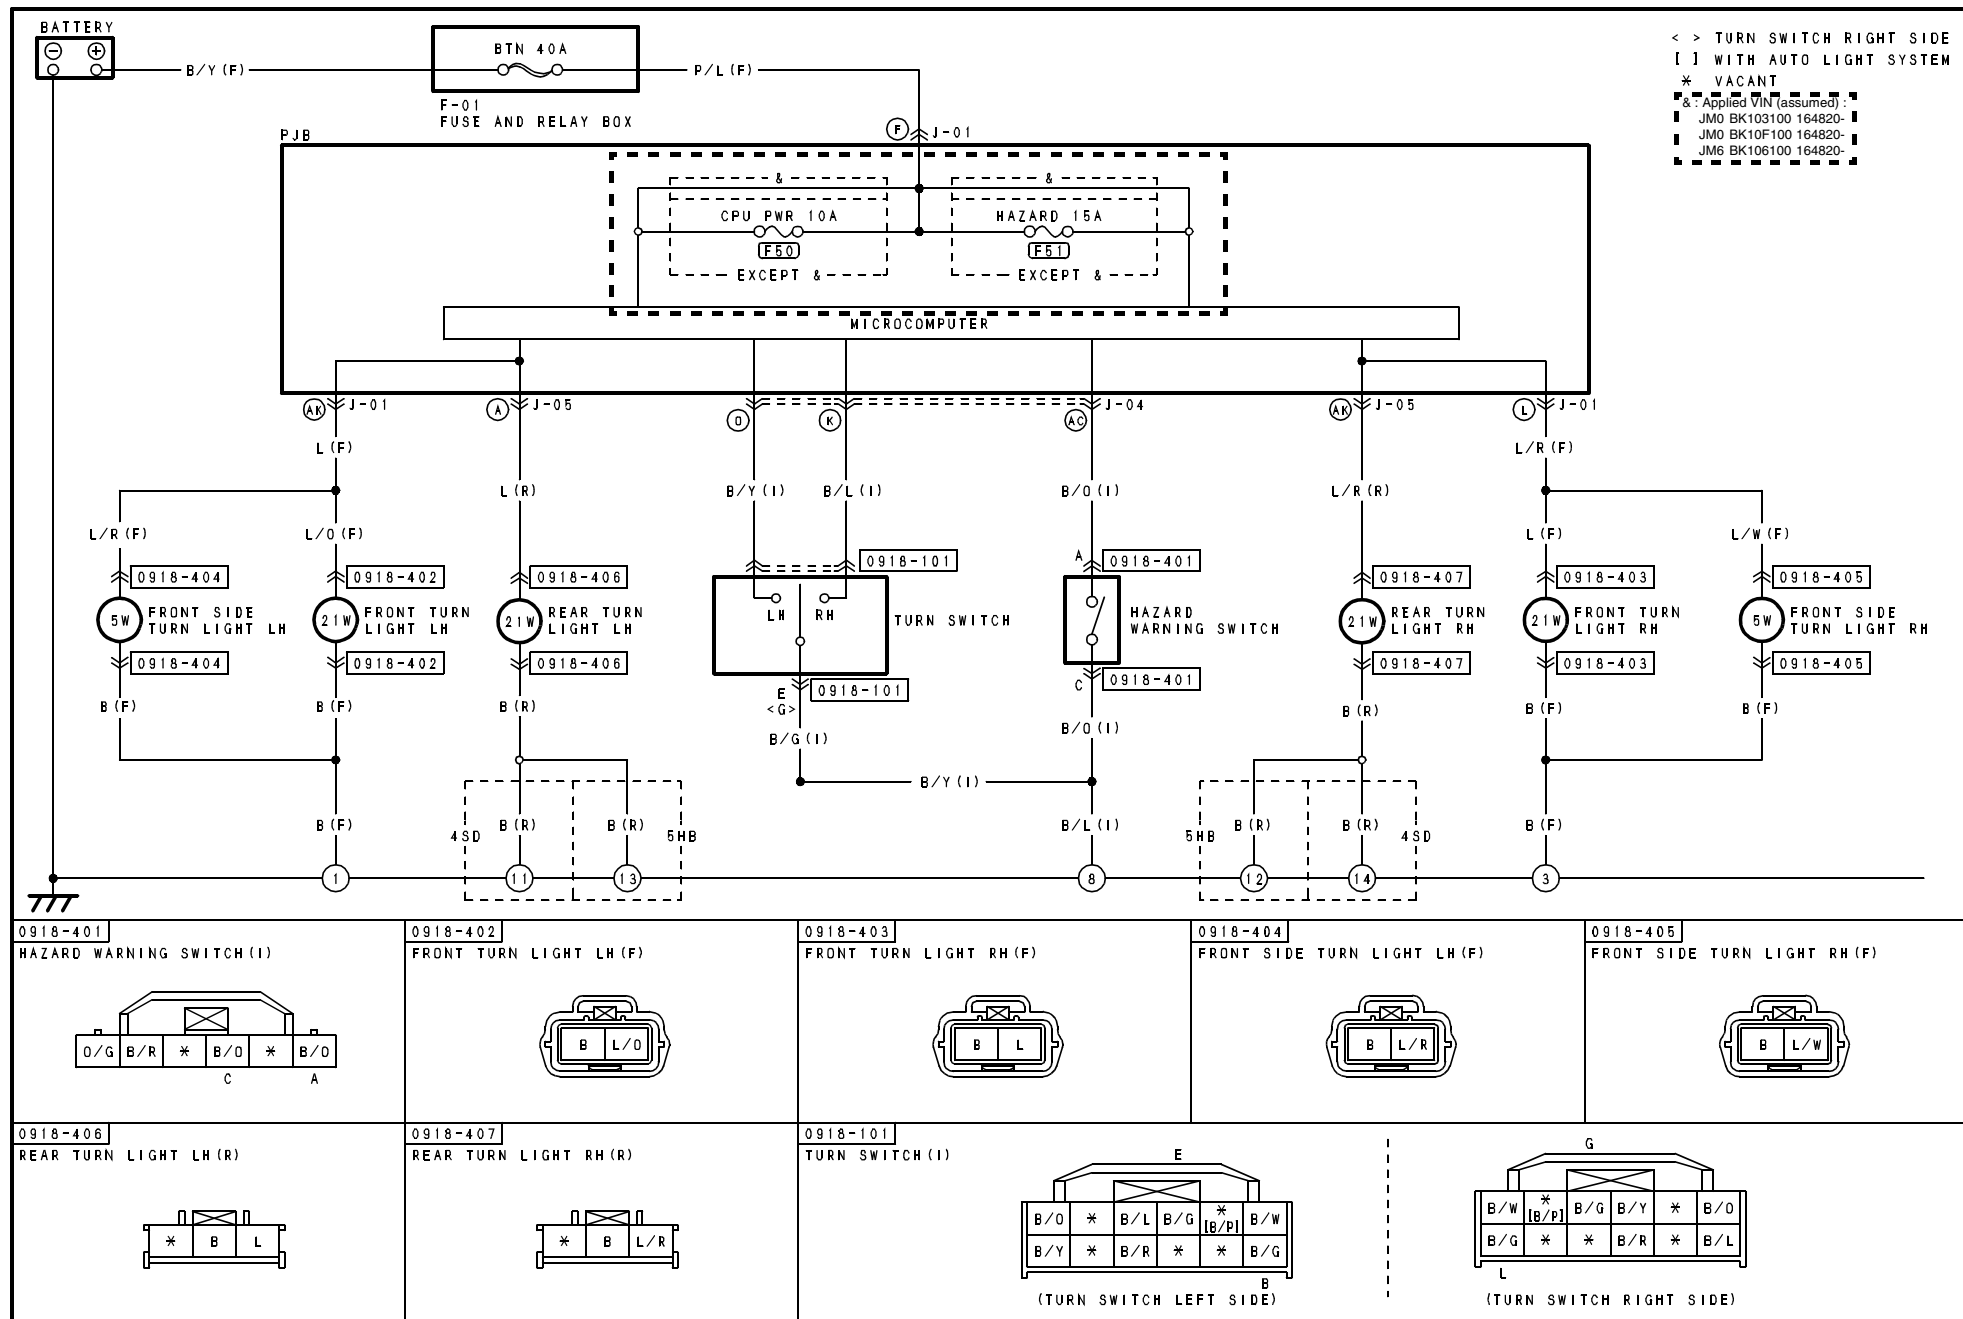 BATTERY
- +
B/Y (F)
BTN 40A
P/L (F)
F-01
FUSE AND RELAY BOX
< > TURN SWITCH RIGHT SIDE
[ ] WITH AUTO LIGHT SYSTEM
* VACANT
& : Applied VIN (assumed) :
JM0 BK103100 164820-
JM0 BK10F100 164820-
JM6 BK106100 164820-
PJB
F J-01
& &
CPU PWR 10A HAZARD 15A
F50 F51
EXCEPT & EXCEPT &
MICROCOMPUTER
AK J-01 A J-05 O K AC J-04 AK J-05 L J-01
L (F) L/R (F)
L (R) B/Y (I) B/L (I) B/O (I) L/R (R)
L/R (F) L/O (F) L (F) L/W (F)
0918-101 A 0918-401
0918-404 0918-402 0918-406 0918-407 0918-403 0918-405
5W FRONT SIDE
TURN LIGHT LH
21W FRONT TURN
LIGHT LH
21W REAR TURN
LIGHT LH
LH RH
TURN SWITCH
HAZARD
WARNING SWITCH
21W REAR TURN
LIGHT RH
21W FRONT TURN
LIGHT RH
5W FRONT SIDE
TURN LIGHT RH
0918-404 0918-402 0918-406 0918-407 0918-403 0918-405
E 0918-101 C 0918-401
<G>
B (F) B (F) B (R) B (R) B (F) B (F)
B/G (I) B/O (I)
B/Y (I)
B (F) 4SD B (R) B (R) 5HB B/L (I) 5HB B (R) B (R) 4SD B (F)
1 11 13 8 12 14 3
0918-401
HAZARD WARNING SWITCH (I)
O/G B/R * B/O * B/O
C A
0918-402
FRONT TURN LIGHT LH (F)
B L/O
0918-403
FRONT TURN LIGHT RH (F)
B L
0918-404
FRONT SIDE TURN LIGHT LH (F)
B L/R
0918-405
FRONT SIDE TURN LIGHT RH (F)
B L/W
0918-406
REAR TURN LIGHT LH (R)
* B L
0918-407
REAR TURN LIGHT RH (R)
* B L/R
0918-101
TURN SWITCH (I)
E
B/O * B/L B/G * [B/P] B/W
B/Y * B/R * * B/G
B
(TURN SWITCH LEFT SIDE)
G
B/W * [B/P] B/G B/Y * B/O
B/G * * B/R * B/L
L
(TURN SWITCH RIGHT SIDE)